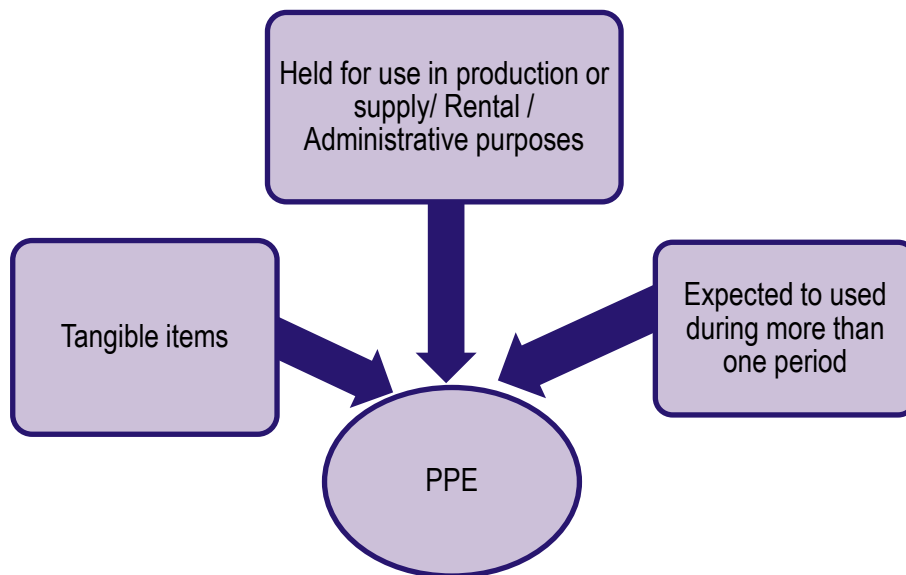 Held for use in production or
supply/ Rental /
Administrative purposes
Tangible items
Expected to used
during more than
one period
PPE